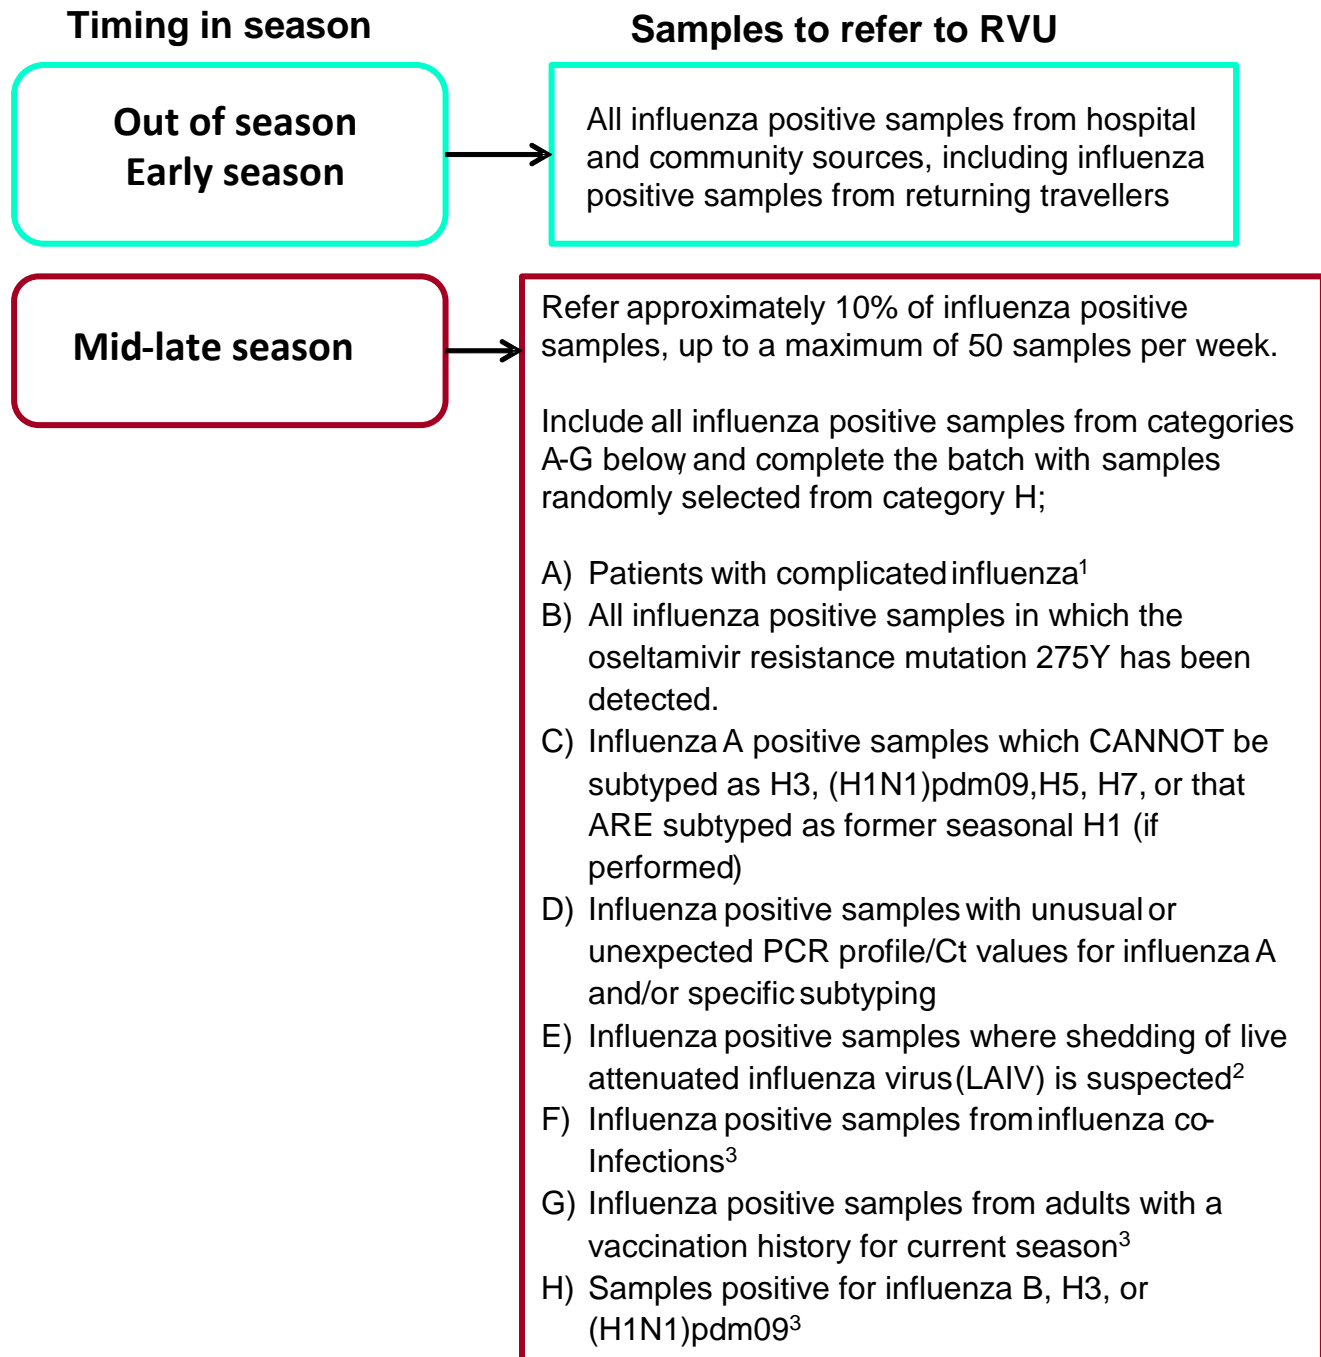 Timing in season
Samples to refer to RVU
Out of season
Early season
All influenza positive samples from hospital
and community sources, including influenza
positive samples from returning travellers
Mid-late season
Refer approximately 10% of influenza positive
samples, up to a maximum of 50 samples per week.
Include all influenza positive samples from categories
A-G below, and complete the batch with samples
randomly selected from category H;
A) Patients with complicated influenza¹
B) All influenza positive samples in which the
oseltamivir resistance mutation 275Y has been
detected.
C) Influenza A positive samples which CANNOT be
subtyped as H3, (H1N1)pdm09,H5, H7, or that
ARE subtyped as former seasonal H1 (if
performed)
D) Influenza positive samples with unusual or
unexpected PCR profile/Ct values for influenza A
and/or specific subtyping
E) Influenza positive samples where shedding of live
attenuated influenza virus (LAIV) is suspected²
F) Influenza positive samples from influenza co-
Infections³
G) Influenza positive samples from adults with a
vaccination history for current season³
H) Samples positive for influenza B, H3, or
(H1N1)pdm09³